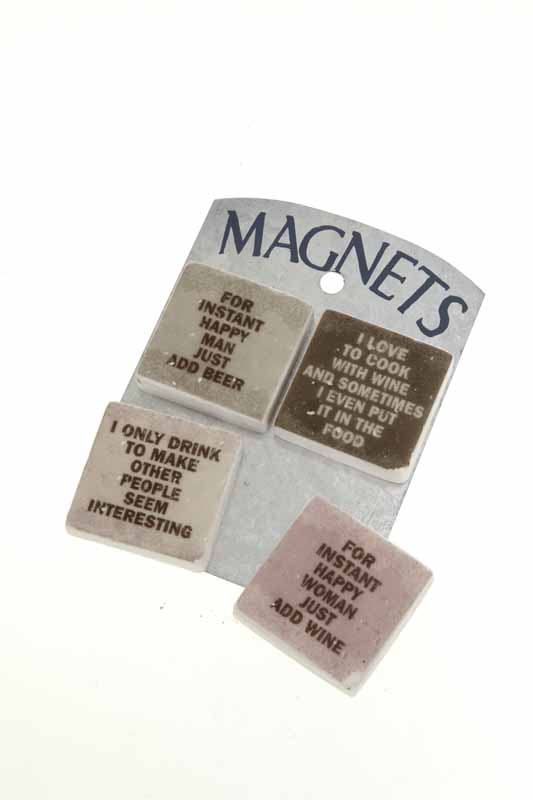 MAGNETS
FOR
INSTANT
HAPPY
MAN
JUST
ADD BEER
I LOVE
TO COOK
WITH WINE
AND SOMETIMES
I EVEN PUT
IT IN THE
FOOD
I ONLY DRINK
TO MAKE
OTHER
PEOPLE
SEEM
INTERESTING
FOR
INSTANT
HAPPY
WOMAN
JUST
ADD WINE